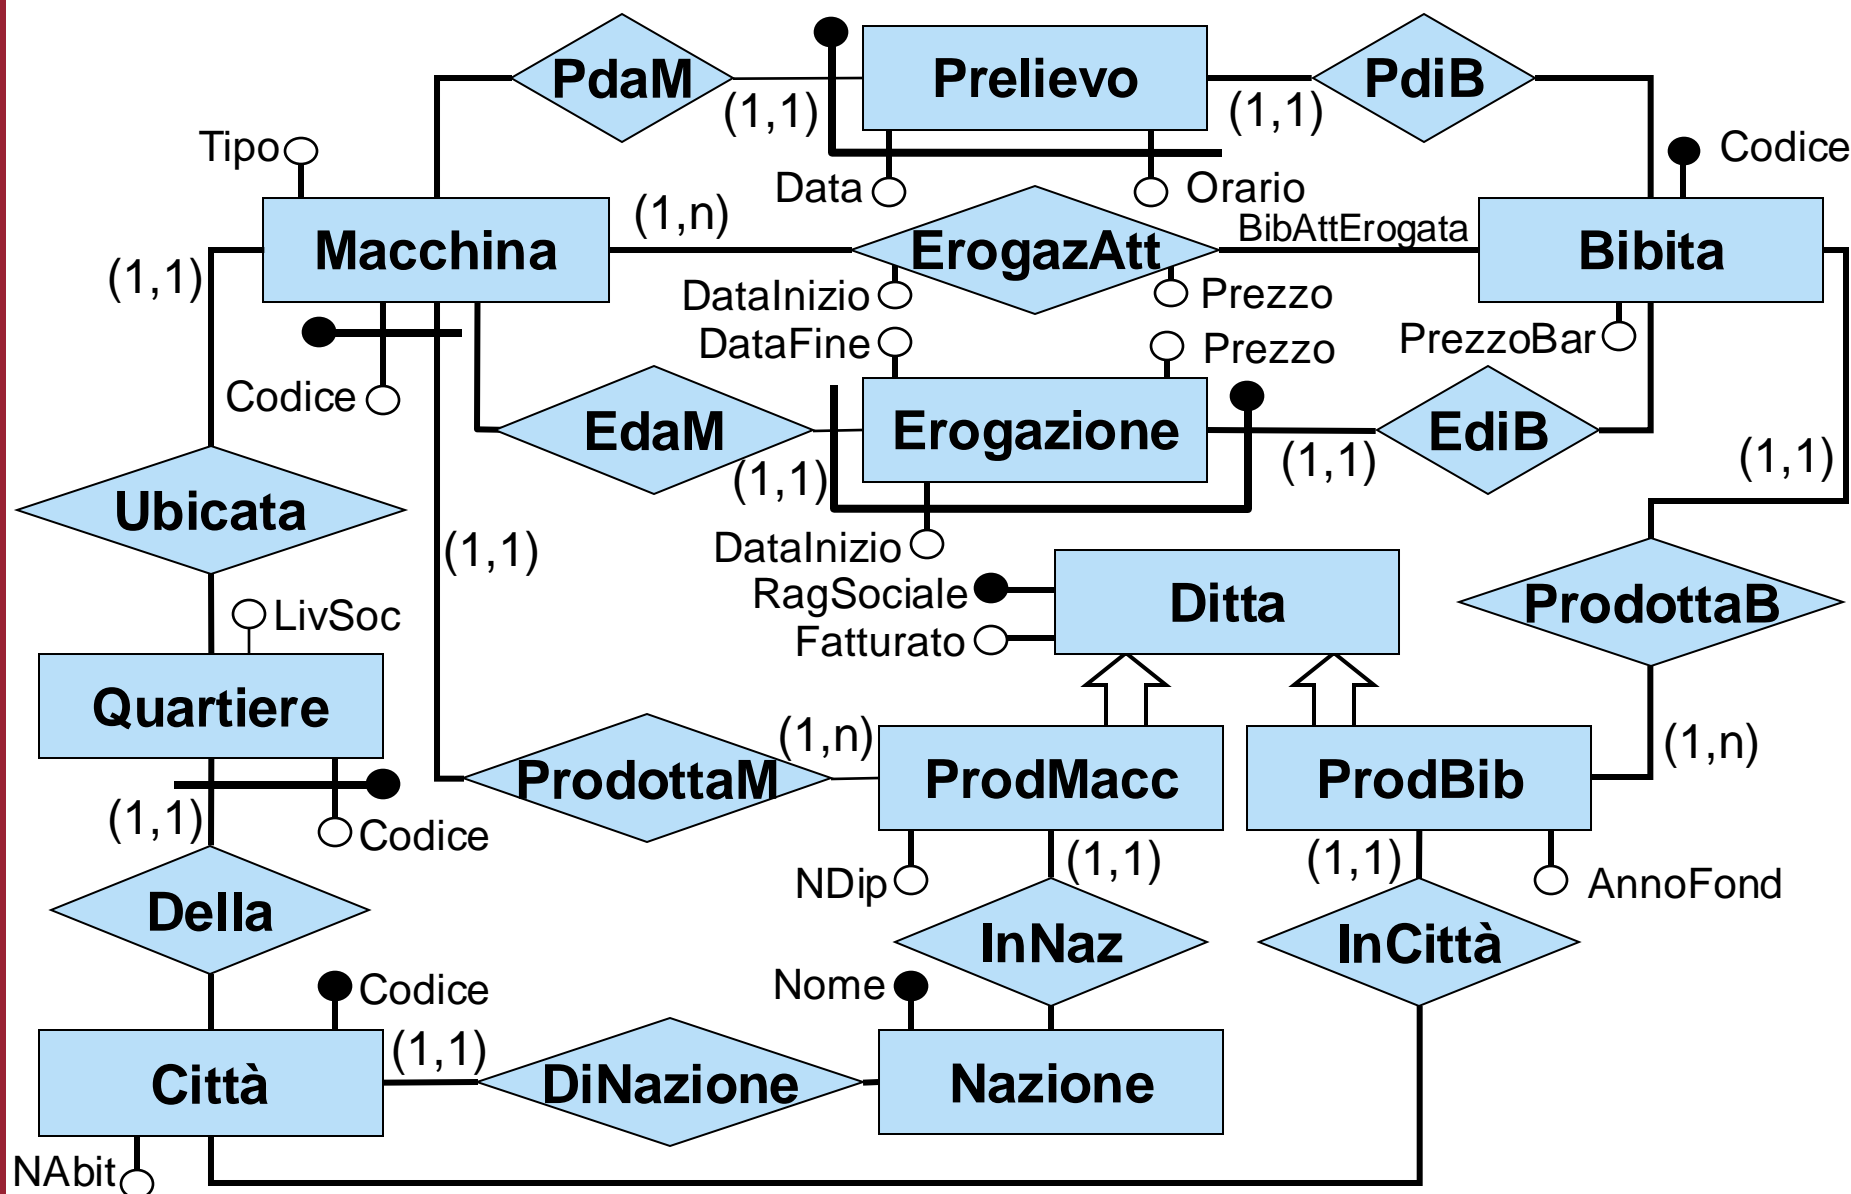 PdaM
Prelievo
PdiB
(1,1)
(1,1)
Tipo
Codice
Data
Orario
(1,n)
BibAttErogata
Macchina
ErogazAtt
Bibita
(1,1)
DataInizio
Prezzo
DataFine
Prezzo
PrezzoBar
Codice
EdaM
Erogazione
EdiB
(1,1)
(1,1)
(1,1)
Ubicata
(1,1)
DataInizio
RagSociale
Ditta
ProdottaB
LivSoc
Fatturato
Quartiere
(1,n)
(1,n)
ProdottaM
ProdMacc
ProdBib
(1,1)
Codice
(1,1)
(1,1)
NDip
AnnoFond
Della
InNaz
InCittà
Codice
Nome
(1,1)
Città
DiNazione
Nazione
NAbit